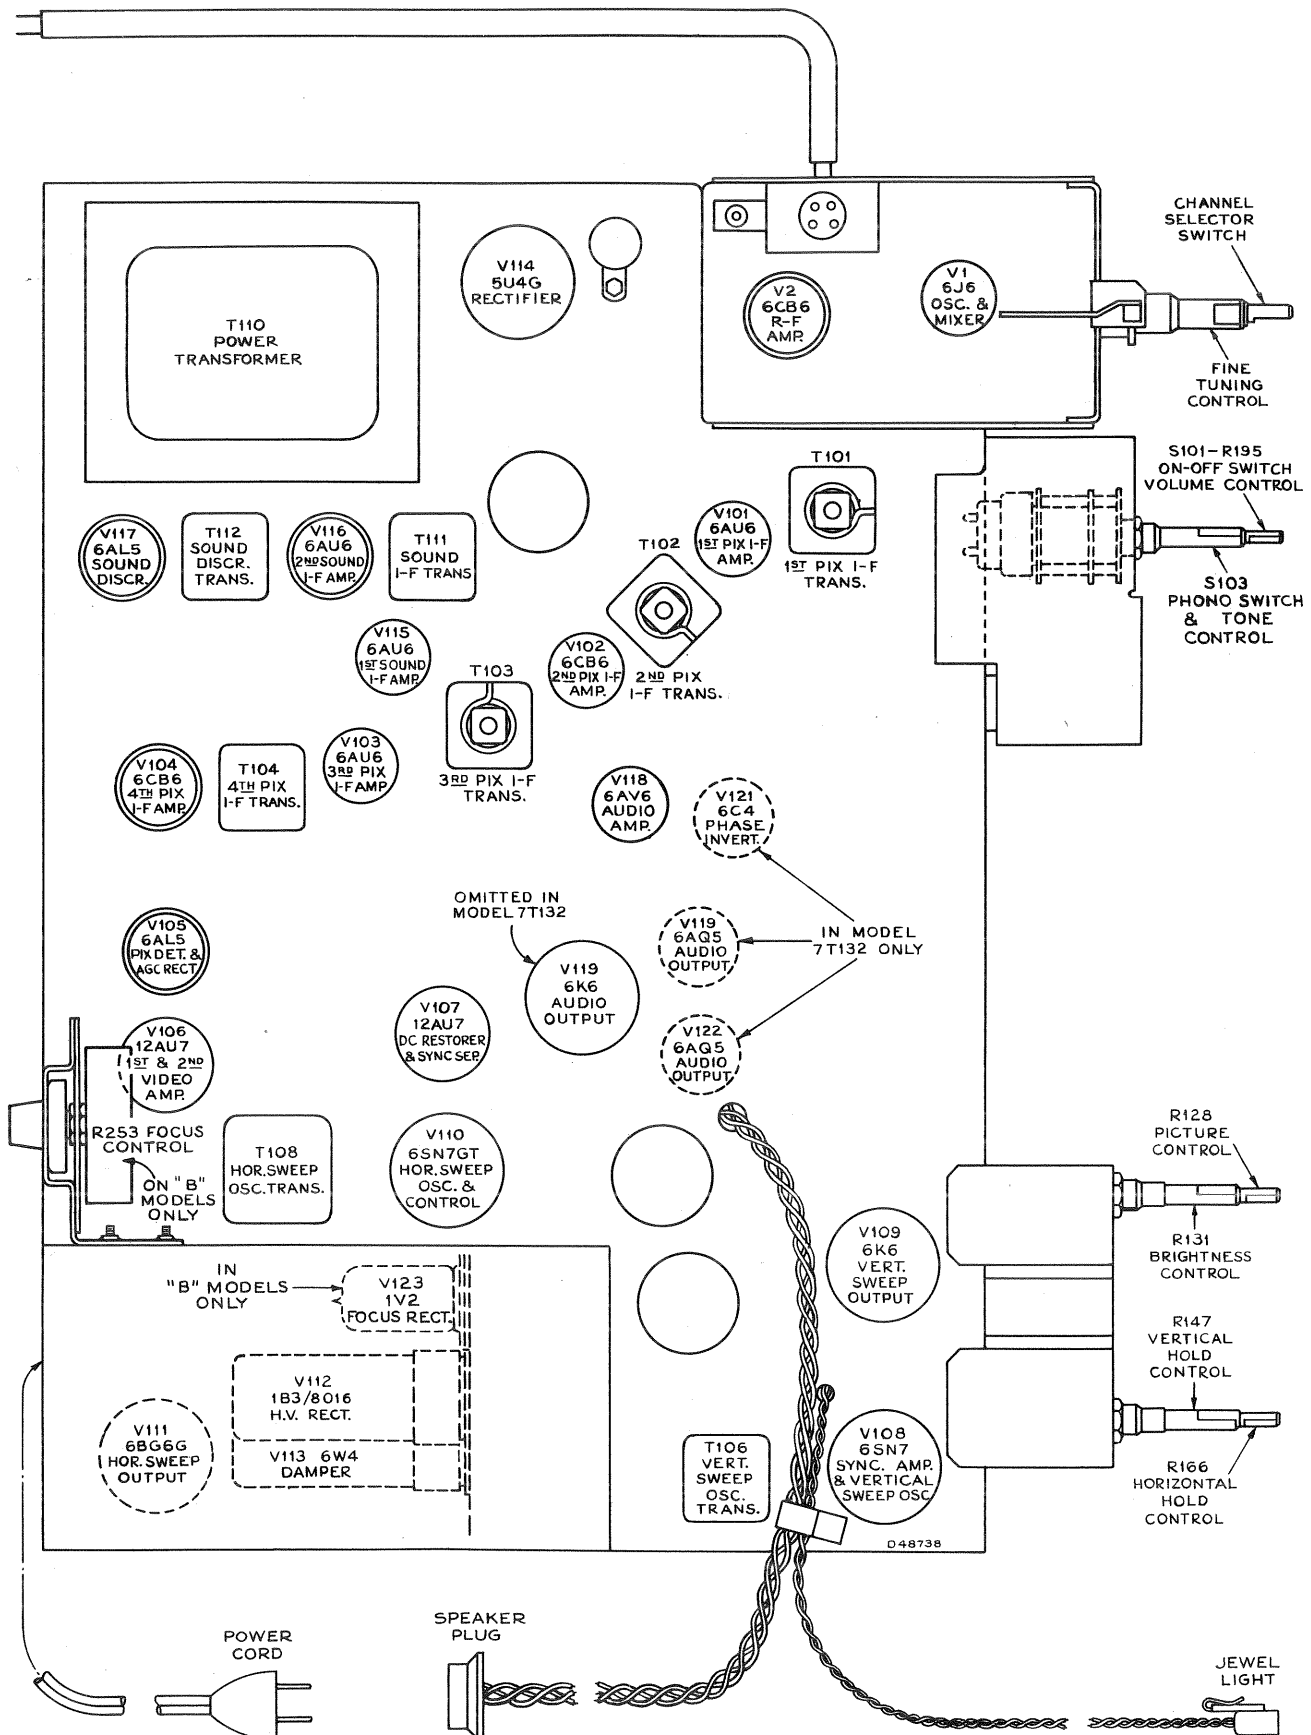 CHANNEL
SELECTOR
SWITCH
V114
5U4G
RECTIFIER
V2
6CB6
R-F
AMP.
V1
6J6
OSC. &
MIXER
T110
POWER
TRANSFORMER
FINE
TUNING
CONTROL
S101-R195
ON-OFF SWITCH
VOLUME CONTROL
T101
1ST PIX I-F
TRANS.
V101
6AU6
1ST PIX I-F
AMP.
V117
6AL5
SOUND
DISCR.
T112
SOUND
DISCR.
TRANS.
V116
6AU6
2ND SOUND
I-F AMP.
T111
SOUND
I-F TRANS
T102
2ND PIX
I-F TRANS.
S103
PHONO SWITCH
& TONE
CONTROL
V115
6AU6
1ST SOUND
I-F AMP.
V102
6CB6
2ND PIX I-F
AMP.
T103
3RD PIX I-F
TRANS.
V104
6CB6
4TH PIX
I-F AMP.
T104
4TH PIX
I-F TRANS.
V103
6AU6
3RD PIX
I-F AMP
V118
6AV6
AUDIO
AMP.
V121
6C4
PHASE
INVERT.
OMITTED IN
MODEL 7T132
IN MODEL
7T132 ONLY
V105
6AL5
PIX DET. &
AGC RECT.
V119
6K6
AUDIO
OUTPUT
V119
6AQ5
AUDIO
OUTPUT
V107
12AU7
DC RESTORER
& SYNC SEP.
V122
6AQ5
AUDIO
OUTPUT
V106
12AU7
1ST & 2ND
VIDEO
AMP.
R253 FOCUS
CONTROL
ON "B"
MODELS
ONLY
T108
HOR. SWEEP
OSC. TRANS.
V110
6SN7GT
HOR. SWEEP
OSC. &
CONTROL
R128
PICTURE
CONTROL
R131
BRIGHTNESS
CONTROL
V109
6K6
VERT.
SWEEP
OUTPUT
IN
"B" MODELS
ONLY
V123
1V2
FOCUS RECT.
R147
VERTICAL
HOLD
CONTROL
V112
1B3/8016
H.V. RECT.
V111
6BG6G
HOR. SWEEP
OUTPUT
V113 6W4
DAMPER
T106
VERT.
SWEEP
OSC.
TRANS.
V108
6SN7
SYNC. AMP.
& VERTICAL
SWEEP OSC
R166
HORIZONTAL
HOLD
CONTROL
D48738
POWER
CORD
SPEAKER
PLUG
JEWEL
LIGHT